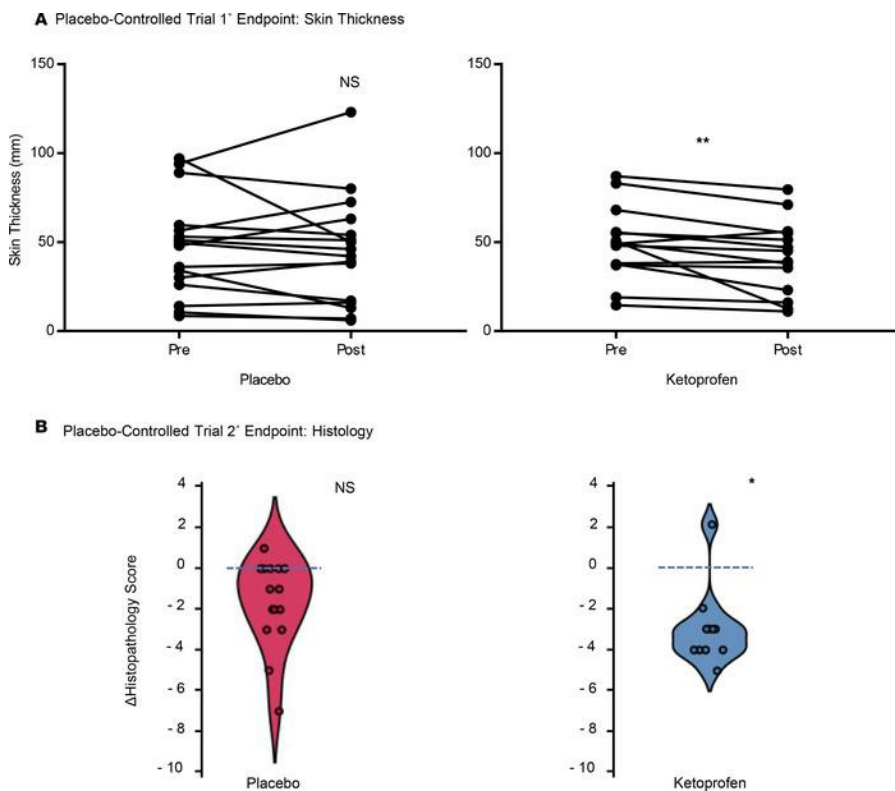 A Placebo-Controlled Trial 1° Endpoint: Skin Thickness
150
100
50
0
Skin Thickness (mm)
NS
Pre
Post
Placebo
150
100
50
0
**
Pre
Post
Ketoprofen
B Placebo-Controlled Trial 2° Endpoint: Histology
4
2
0
- 2
- 4
- 6
- 8
- 10
ΔHistopathology Score
NS
Placebo
4
2
0
- 2
- 4
- 6
- 8
- 10
*
Ketoprofen